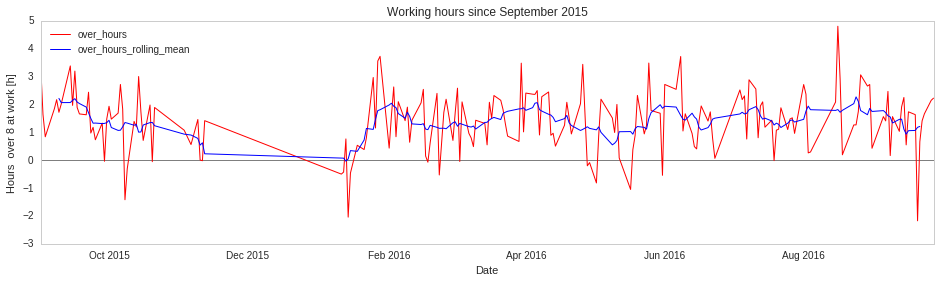 Working hours since September 2015
Hours over 8 at work [h]
5
4
3
2
1
0
−1
−2
−3
over_hours
over_hours_rolling_mean
Oct 2015
Dec 2015
Feb 2016
Apr 2016
Jun 2016
Aug 2016
Date